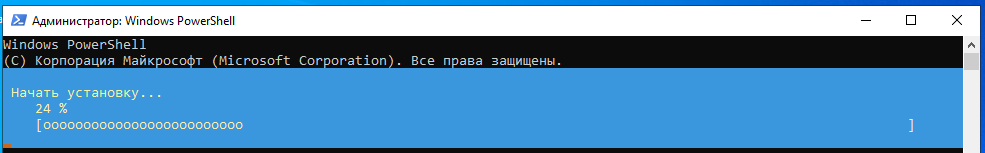 Администратор: Windows PowerShell
Windows PowerShell
(C) Корпорация Майкрософт (Microsoft Corporation). Все права защищены.
Начать установку...
24 %
[ooooooooooooooooooooooooo ]